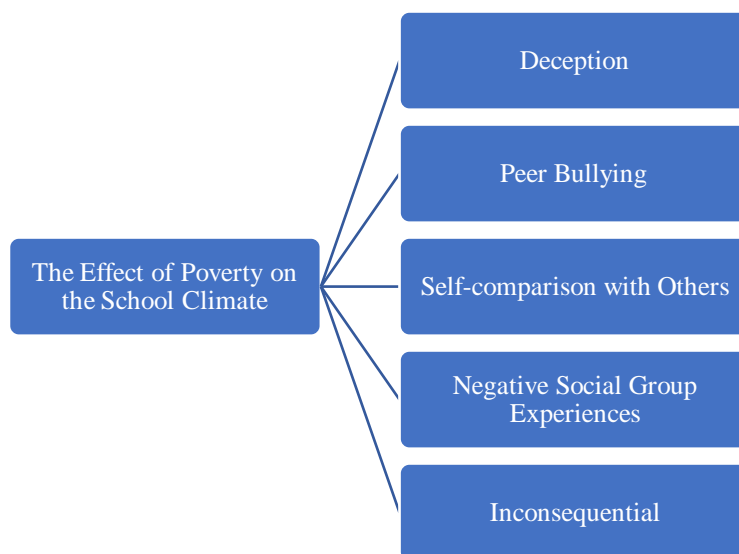 Deception
Peer Bullying
The Effect of Poverty on
the School Climate
Self-comparison with Others
Negative Social Group
Experiences
Inconsequential